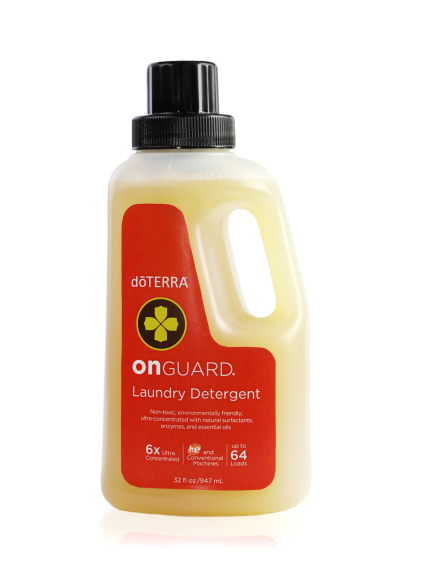 dōTERRA®
onGUARD®
Laundry Detergent
Non-toxic, environmentally friendly,
ultra-concentrated with natural surfactants,
enzymes, and essential oils
6x Ultra Concentrated
he and Conventional Machines
up to 64 Loads
32 fl oz/947 mL